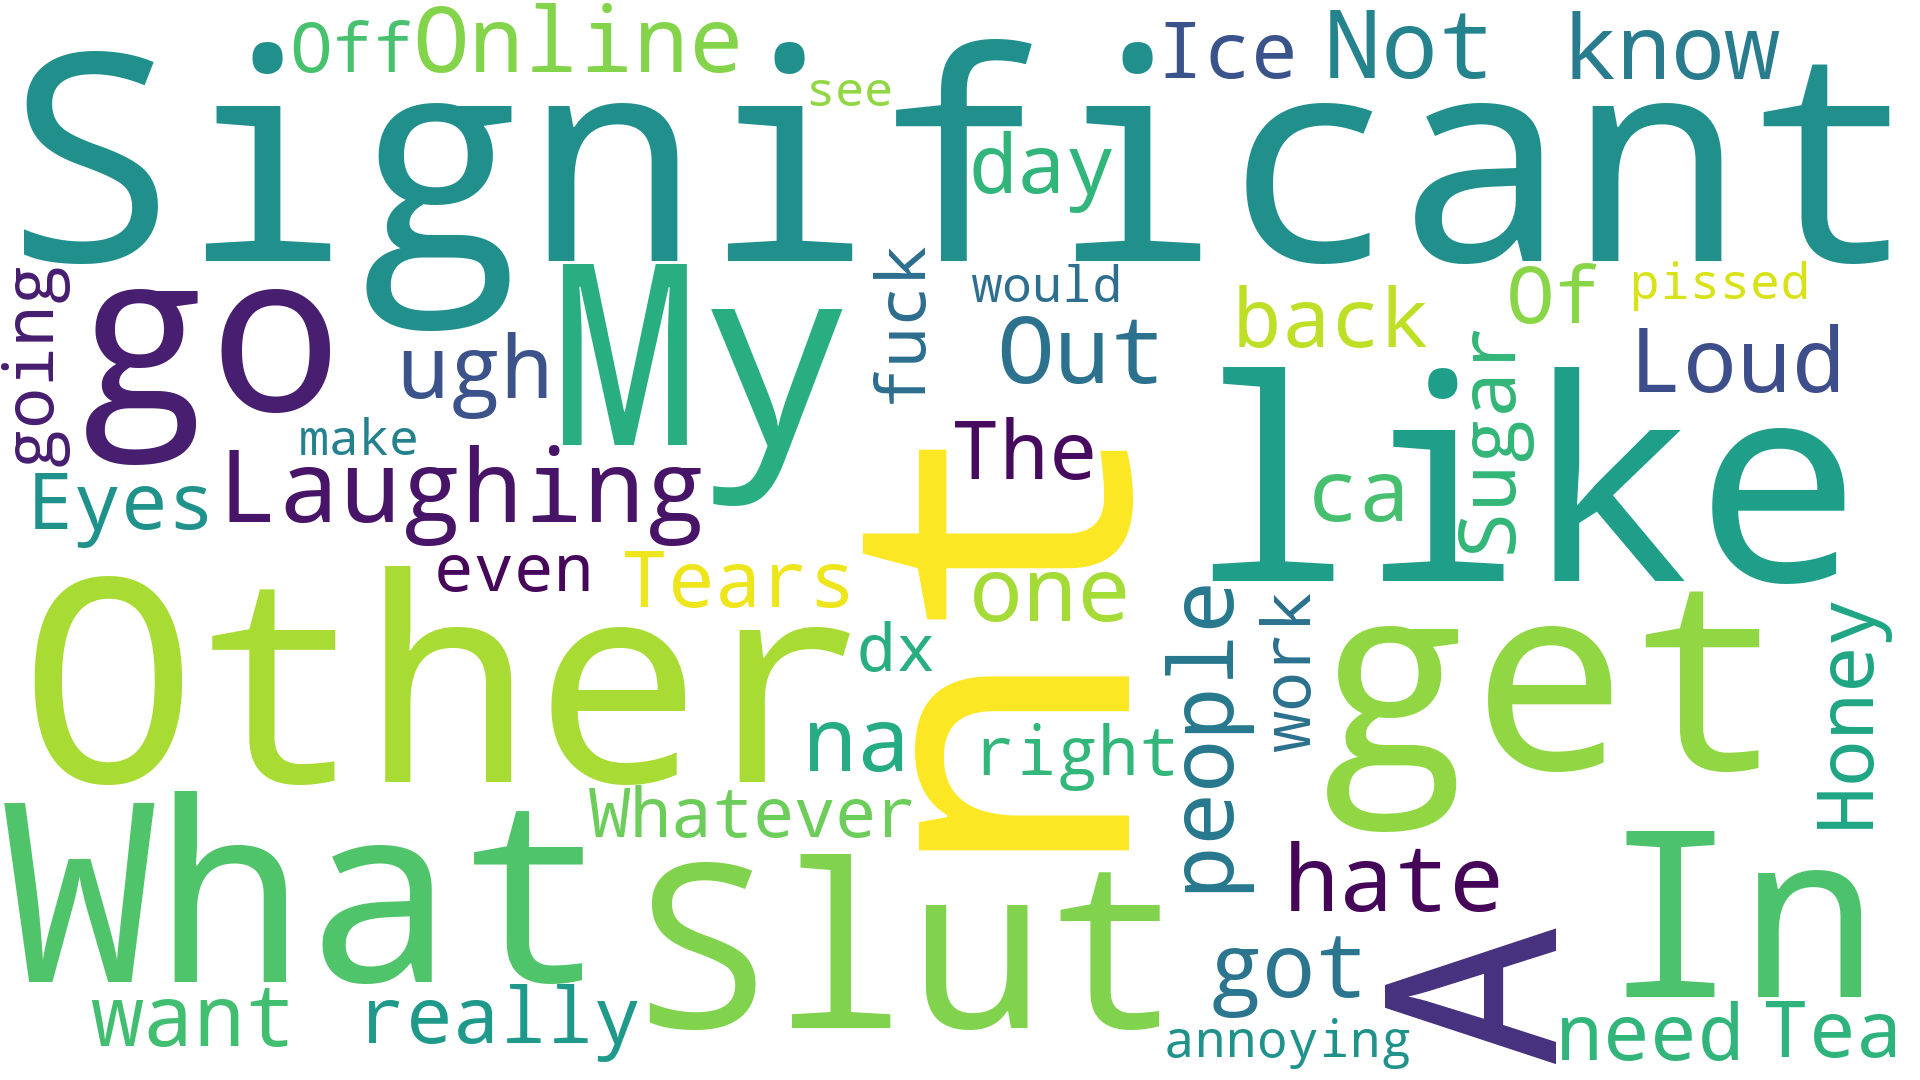 Significant
Off
Online
see
Ice
Not
know
day
going
go
ugh
My
fuck
would
Out
back
Of
pissed
Loud
Sugar
like
make
Laughing
Eyes
The
ca
even
Tears
nt
one
Other
dx
na
right
people
work
get
Honey
Whatever
What
Slut
hate
In
got
A
want
really
annoying
need
Tea